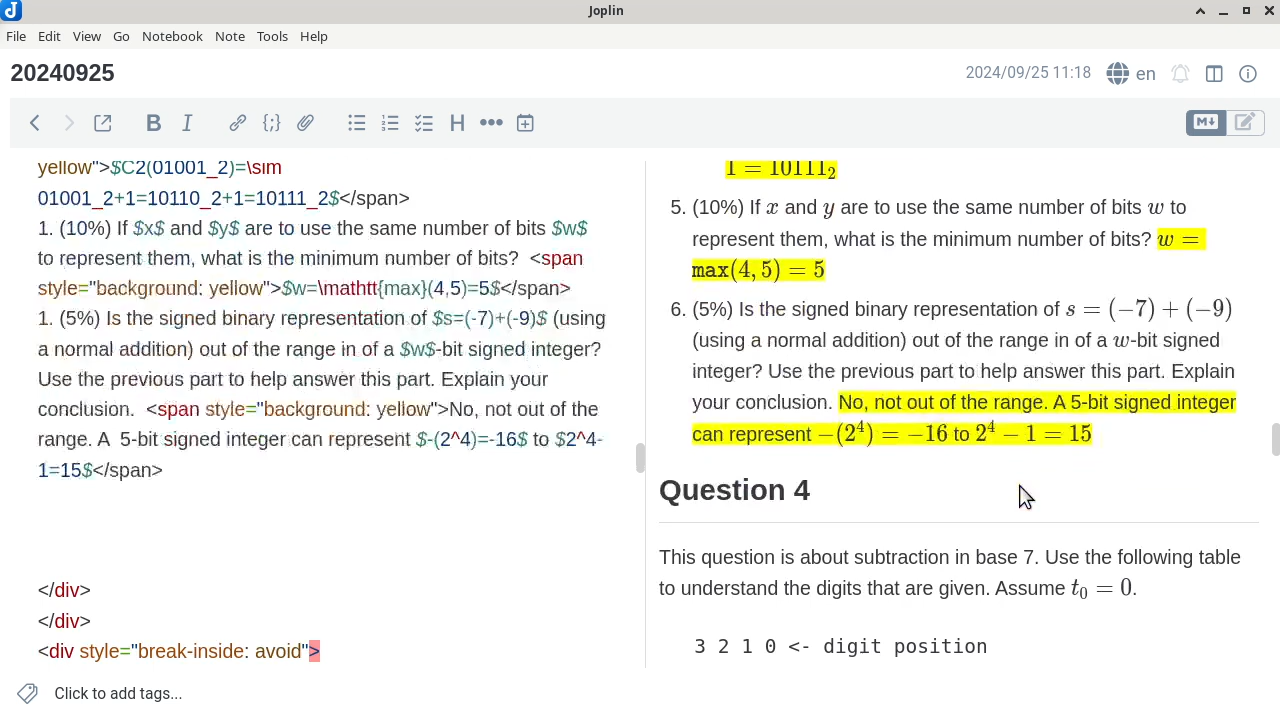 Joplin
File Edit View Go Notebook Note Tools Help
20240925
2024/09/25 11:18 en
B I {;} H ••• M↓
yellow">$C2(01001_2)=\sim
01001_2+1=10110_2+1=10111_2$</span>
1. (10%) If $x$ and $y$ are to use the same number of bits $w$
to represent them, what is the minimum number of bits?  <span
style="background: yellow">$w=\mathtt{max}(4,5)=5$</span>
1. (5%) Is the signed binary representation of $s=(-7)+(-9)$ (using
a normal addition) out of the range in of a $w$-bit signed integer?
Use the previous part to help answer this part. Explain your
conclusion.  <span style="background: yellow">No, not out of the
range. A  5-bit signed integer can represent $-(2^4)=-16$ to $2^4-
1=15$</span>
</div>
</div>
<div style="break-inside: avoid">
1 = 10111₂
5. (10%) If x and y are to use the same number of bits w to
represent them, what is the minimum number of bits? w =
max(4, 5) = 5
6. (5%) Is the signed binary representation of s = (−7) + (−9)
(using a normal addition) out of the range in of a w-bit signed
integer? Use the previous part to help answer this part. Explain
your conclusion. No, not out of the range. A 5-bit signed integer
can represent −(2⁴) = −16 to 2⁴ − 1 = 15
Question 4
This question is about subtraction in base 7. Use the following table
to understand the digits that are given. Assume t₀ = 0.
3 2 1 0 <- digit position
Click to add tags...